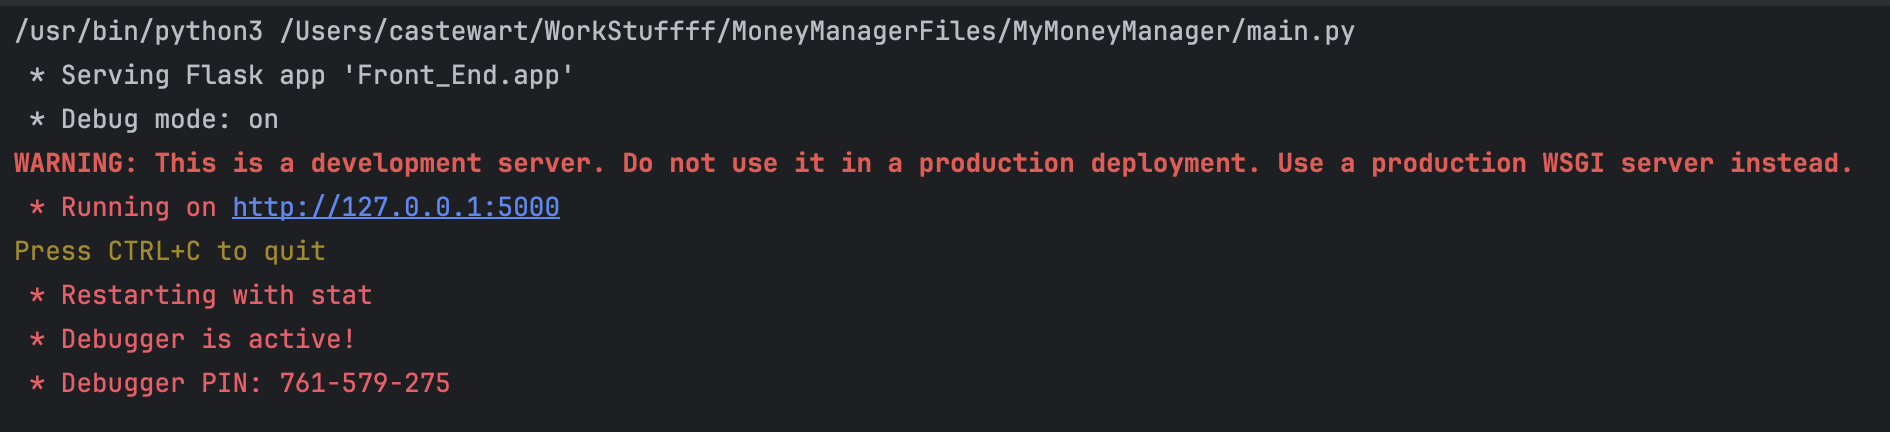 /usr/bin/python3 /Users/castewart/WorkStuffff/MoneyManagerFiles/MyMoneyManager/main.py
 * Serving Flask app 'Front_End.app'
 * Debug mode: on
WARNING: This is a development server. Do not use it in a production deployment. Use a production WSGI server instead.
 * Running on http://127.0.0.1:5000
Press CTRL+C to quit
 * Restarting with stat
 * Debugger is active!
 * Debugger PIN: 761-579-275